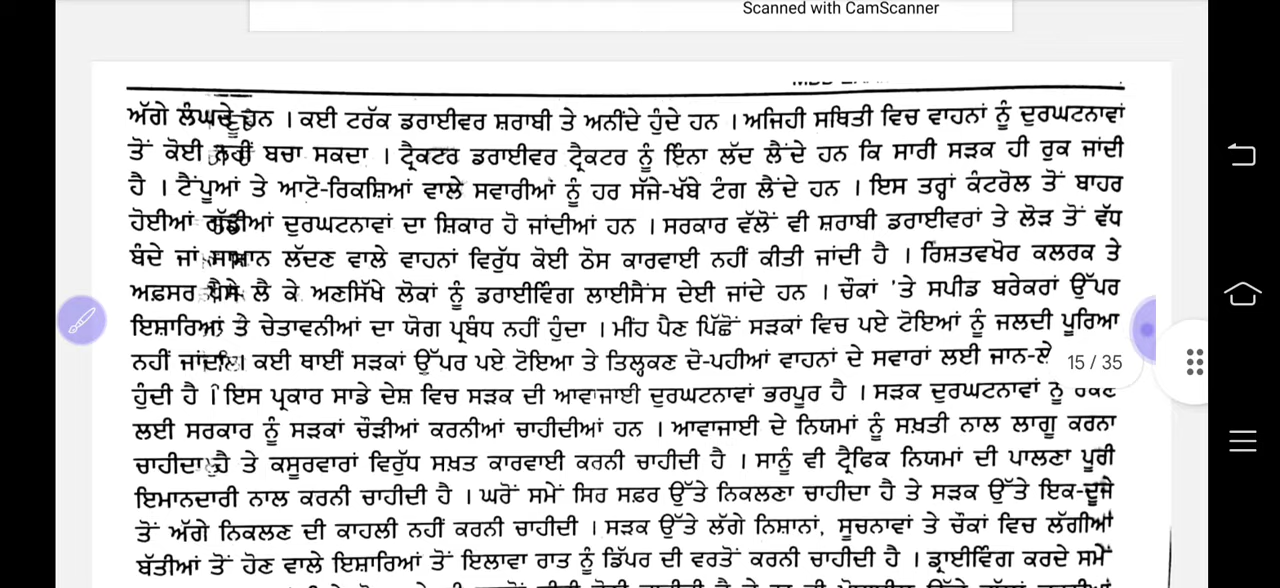 Scanned with CamScanner
ਅੱਗੇ ਲੰਘਦੇ ਹਨ । ਕਈ ਟਰੱਕ ਡਰਾਈਵਰ ਸ਼ਰਾਬੀ ਤੇ ਅਨੀਂਦੇ ਹੁੰਦੇ ਹਨ । ਅਜਿਹੀ ਸਥਿਤੀ ਵਿਚ ਵਾਹਨਾਂ ਨੂੰ ਦੁਰਘਟਨਾਵਾਂ
ਤੋਂ ਕੋਈ ਨਹੀਂ ਬਚਾ ਸਕਦਾ । ਟ੍ਰੈਕਟਰ ਡਰਾਈਵਰ ਟ੍ਰੈਕਟਰ ਨੂੰ ਇੰਨਾ ਲੱਦ ਲੈਂਦੇ ਹਨ ਕਿ ਸਾਰੀ ਸੜਕ ਹੀ ਰੁਕ ਜਾਂਦੀ
ਹੈ । ਟੈਂਪੂਆਂ ਤੇ ਆਟੋ-ਰਿਕਸ਼ਿਆਂ ਵਾਲੇ ਸਵਾਰੀਆਂ ਨੂੰ ਹਰ ਸੱਜੇ-ਖੱਬੇ ਟੰਗ ਲੈਂਦੇ ਹਨ । ਇਸ ਤਰ੍ਹਾਂ ਕੰਟਰੋਲ ਤੋਂ ਬਾਹਰ
ਹੋਈਆਂ ਗੱਡੀਆਂ ਦੁਰਘਟਨਾਵਾਂ ਦਾ ਸ਼ਿਕਾਰ ਹੋ ਜਾਂਦੀਆਂ ਹਨ । ਸਰਕਾਰ ਵੱਲੋਂ ਵੀ ਸ਼ਰਾਬੀ ਡਰਾਈਵਰਾਂ ਤੇ ਲੋੜ ਤੋਂ ਵੱਧ
ਬੰਦੇ ਜਾਂ ਸਾਮਾਨ ਲੱਦਣ ਵਾਲੇ ਵਾਹਨਾਂ ਵਿਰੁੱਧ ਕੋਈ ਠੋਸ ਕਾਰਵਾਈ ਨਹੀਂ ਕੀਤੀ ਜਾਂਦੀ ਹੈ । ਰਿਸ਼ਤਵਖੋਰ ਕਲਰਕ ਤੇ
ਅਫ਼ਸਰ ਪੈਸੇ ਲੈ ਕੇ ਅਣਸਿੱਖੇ ਲੋਕਾਂ ਨੂੰ ਡਰਾਈਵਿੰਗ ਲਾਈਸੈਂਸ ਦੇਈ ਜਾਂਦੇ ਹਨ । ਚੌਕਾਂ 'ਤੇ ਸਪੀਡ ਬਰੇਕਰਾਂ ਉੱਪਰ
ਇਸ਼ਾਰਿਆਂ ਤੇ ਚੇਤਾਵਨੀਆਂ ਦਾ ਯੋਗ ਪ੍ਰਬੰਧ ਨਹੀਂ ਹੁੰਦਾ । ਮੀਂਹ ਪੈਣ ਪਿੱਛੋਂ ਸੜਕਾਂ ਵਿਚ ਪਏ ਟੋਇਆਂ ਨੂੰ ਜਲਦੀ ਪੂਰਿਆ
ਨਹੀਂ ਜਾਂਦਾ । ਕਈ ਥਾਈਂ ਸੜਕਾਂ ਉੱਪਰ ਪਏ ਟੋਇਆ ਤੇ ਤਿਲ੍ਹਕਣ ਦੋ-ਪਹੀਆਂ ਵਾਹਨਾਂ ਦੇ ਸਵਾਰਾਂ ਲਈ 15 / 35
ਹੁੰਦੀ ਹੈ । ਇਸ ਪ੍ਰਕਾਰ ਸਾਡੇ ਦੇਸ਼ ਵਿਚ ਸੜਕ ਦੀ ਆਵਾਜਾਈ ਦੁਰਘਟਨਾਵਾਂ ਭਰਪੂਰ ਹੈ । ਸੜਕ ਦੁਰਘਟਨਾਵਾਂ ਨੂੰ ਰੋਕਣ
ਲਈ ਸਰਕਾਰ ਨੂੰ ਸੜਕਾਂ ਚੌੜੀਆਂ ਕਰਨੀਆਂ ਚਾਹੀਦੀਆਂ ਹਨ । ਆਵਾਜਾਈ ਦੇ ਨਿਯਮਾਂ ਨੂੰ ਸਖ਼ਤੀ ਨਾਲ ਲਾਗੂ ਕਰਨਾ
ਚਾਹੀਦਾ ਹੈ ਤੇ ਕਸੂਰਵਾਰਾਂ ਵਿਰੁੱਧ ਸਖ਼ਤ ਕਾਰਵਾਈ ਕਰਨੀ ਚਾਹੀਦੀ ਹੈ । ਸਾਨੂੰ ਵੀ ਟ੍ਰੈਫਿਕ ਨਿਯਮਾਂ ਦੀ ਪਾਲਣਾ ਪੂਰੀ
ਇਮਾਨਦਾਰੀ ਨਾਲ ਕਰਨੀ ਚਾਹੀਦੀ ਹੈ । ਘਰੋਂ ਸਮੇਂ ਸਿਰ ਸਫ਼ਰ ਉੱਤੇ ਨਿਕਲਣਾ ਚਾਹੀਦਾ ਹੈ ਤੇ ਸੜਕ ਉੱਤੇ ਇਕ-ਦੂਜੇ
ਤੋਂ ਅੱਗੇ ਨਿਕਲਣ ਦੀ ਕਾਹਲੀ ਨਹੀਂ ਕਰਨੀ ਚਾਹੀਦੀ । ਸੜਕ ਉੱਤੇ ਲੱਗੇ ਨਿਸ਼ਾਨਾਂ, ਸੂਚਨਾਵਾਂ ਤੇ ਚੌਕਾਂ ਵਿਚ ਲੱਗੀਆਂ
ਬੱਤੀਆਂ ਤੋਂ ਹੋਣ ਵਾਲੇ ਇਸ਼ਾਰਿਆਂ ਤੋਂ ਇਲਾਵਾ ਰਾਤ ਨੂੰ ਡਿੱਪਰ ਦੀ ਵਰਤੋਂ ਕਰਨੀ ਚਾਹੀਦੀ ਹੈ । ਡ੍ਰਾਈਵਿੰਗ ਕਰਦੇ ਸਮੇਂ